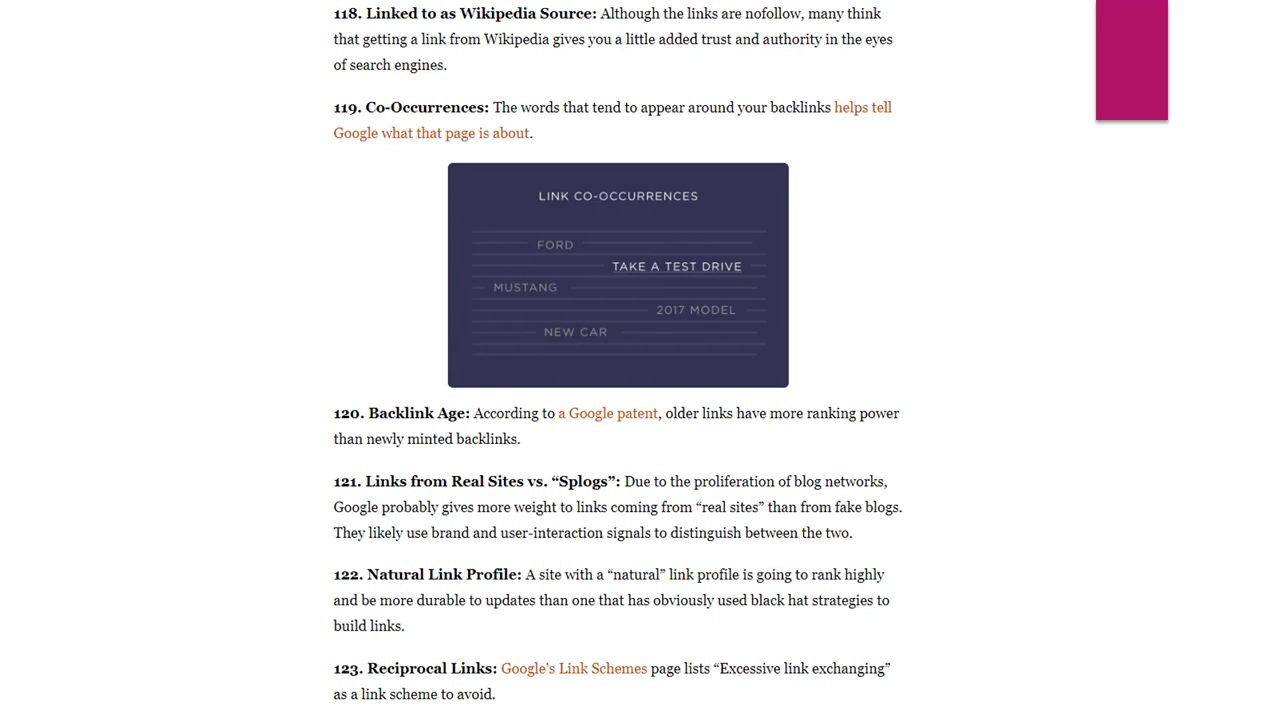 118. Linked to as Wikipedia Source: Although the links are nofollow, many think
that getting a link from Wikipedia gives you a little added trust and authority in the eyes
of search engines.
119. Co-Occurrences: The words that tend to appear around your backlinks helps tell
Google what that page is about.
LINK CO-OCCURRENCES
FORD
TAKE A TEST DRIVE
MUSTANG
2017 MODEL
NEW CAR
120. Backlink Age: According to a Google patent, older links have more ranking power
than newly minted backlinks.
121. Links from Real Sites vs. “Splogs”: Due to the proliferation of blog networks,
Google probably gives more weight to links coming from “real sites” than from fake blogs.
They likely use brand and user-interaction signals to distinguish between the two.
122. Natural Link Profile: A site with a “natural” link profile is going to rank highly
and be more durable to updates than one that has obviously used black hat strategies to
build links.
123. Reciprocal Links: Google’s Link Schemes page lists “Excessive link exchanging”
as a link scheme to avoid.